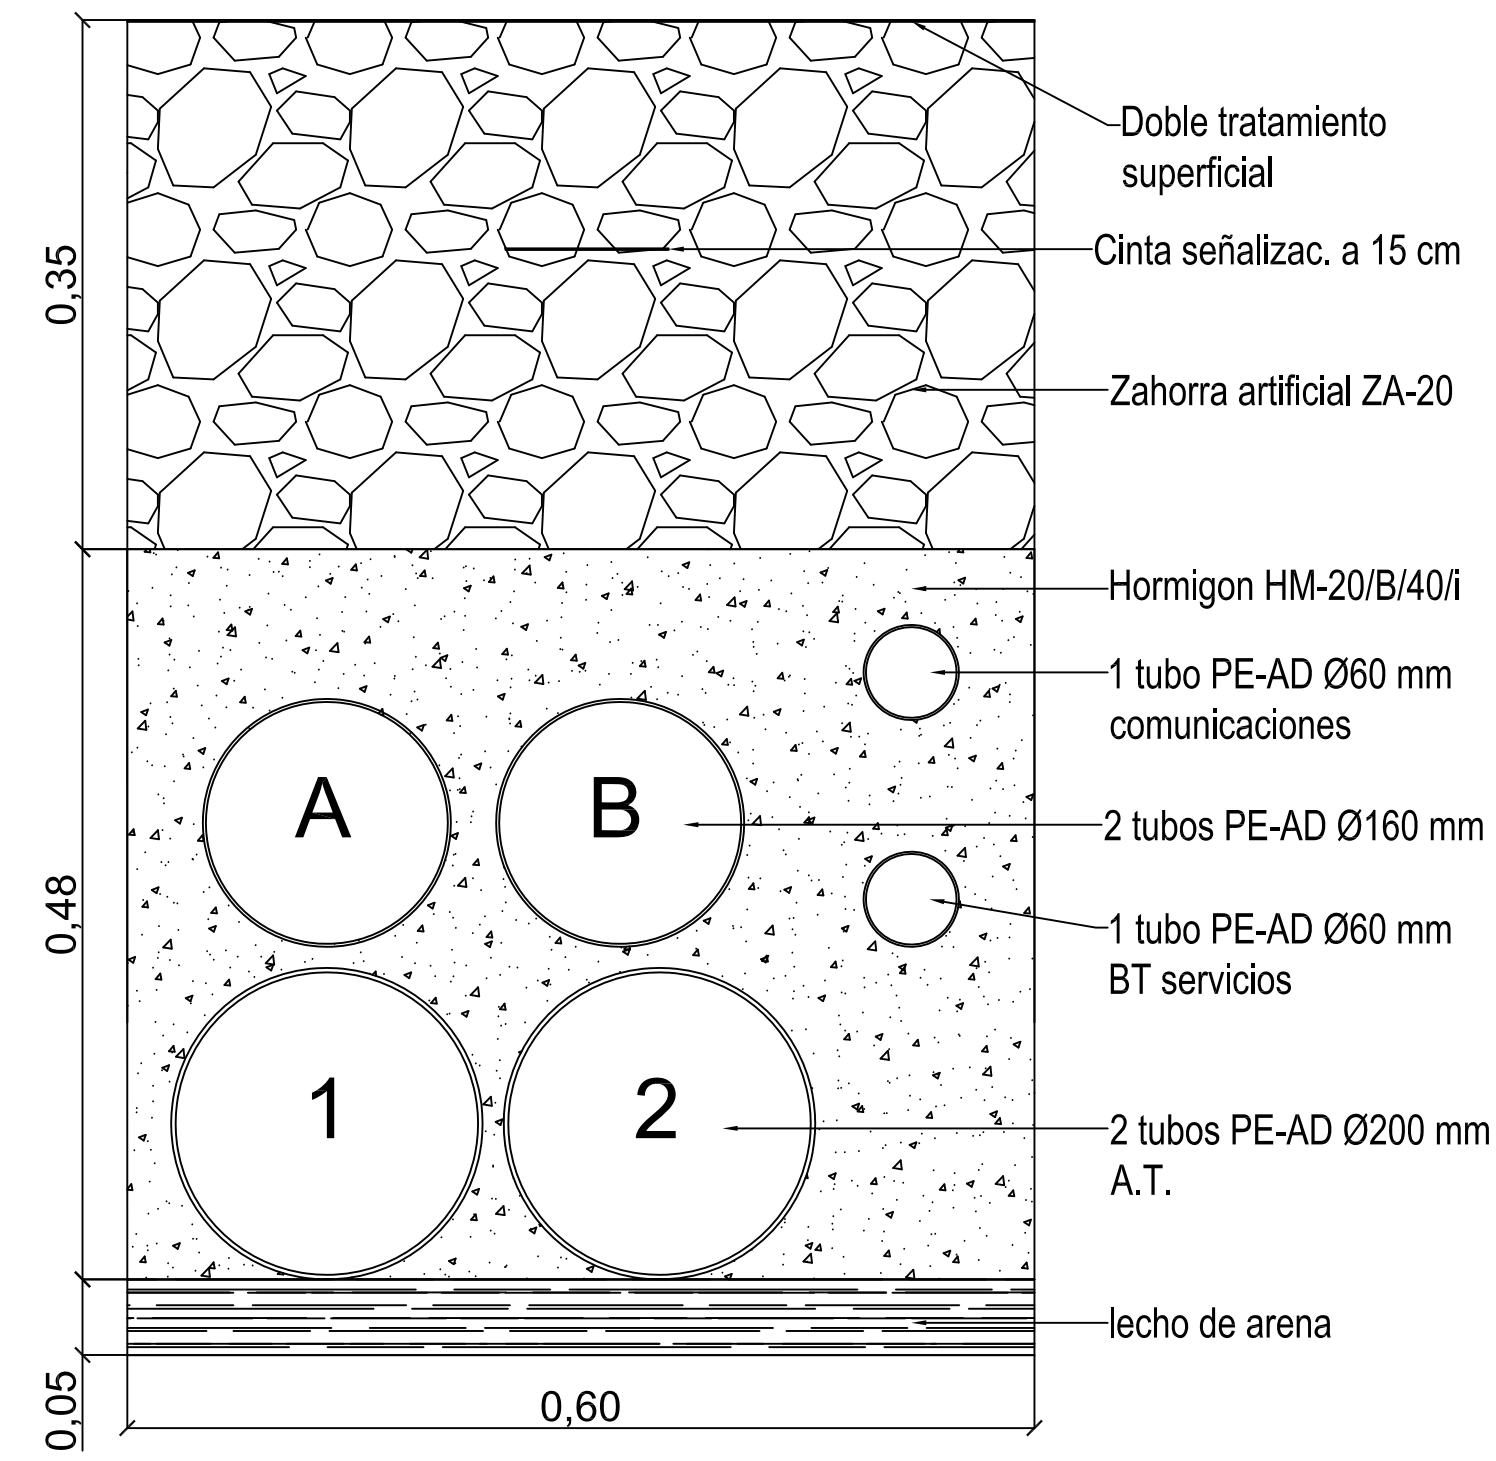 Doble tratamiento
superficial
Cinta señalizac. a 15 cm
0,35
Zahorra artificial ZA-20
Hormigon HM-20/B/40/i
1 tubo PE-AD Ø60 mm
comunicaciones
A
B
2 tubos PE-AD Ø160 mm
0,48
1 tubo PE-AD Ø60 mm
BT servicios
1
2
2 tubos PE-AD Ø200 mm
A.T.
lecho de arena
0,05
0,60